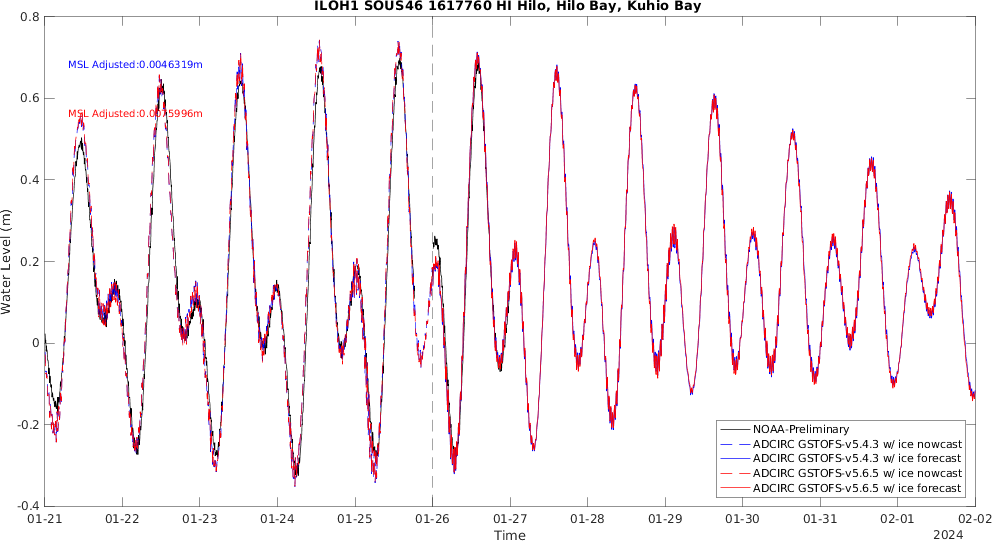 ILOH1 SOUS46 1617760 HI Hilo, Hilo Bay, Kuhio Bay
0.8
0.6
0.4
0.2
0
-0.2
-0.4
Water Level (m)
MSL Adjusted:0.0046319m
MSL Adjusted:0.0075996m
NOAA-Preliminary
ADCIRC GSTOFS-v5.4.3 w/ ice nowcast
ADCIRC GSTOFS-v5.4.3 w/ ice forecast
ADCIRC GSTOFS-v5.6.5 w/ ice nowcast
ADCIRC GSTOFS-v5.6.5 w/ ice forecast
01-21 01-22 01-23 01-24 01-25 01-26 01-27 01-28 01-29 01-30 01-31 02-01 02-02
Time
2024